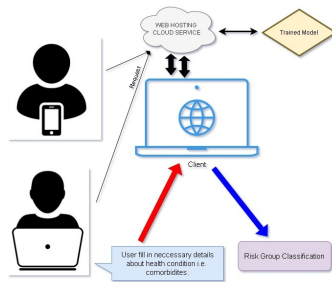 WEB HOSTING
CLOUD SERVICE
Trained Model
Request
Client
User fill in neccessary details
about health condition i.e.
comorbidites.
Risk Group Classification